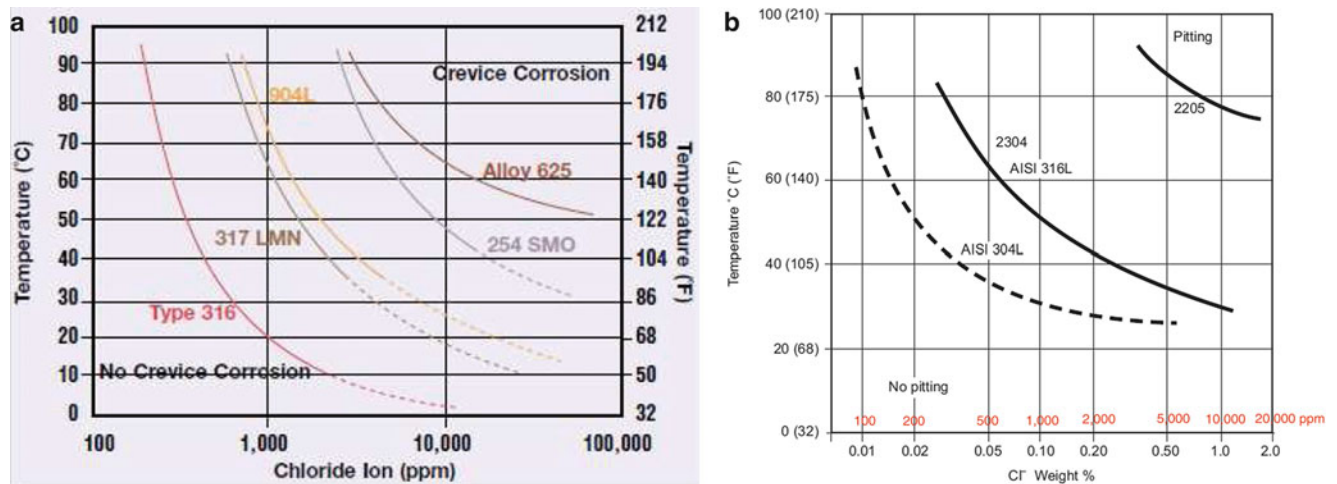 a
Temperature (°C)
100
90
80
70
60
50
40
30
20
10
0
212
194
176
158
140
122
104
86
68
50
32
Temperature (°F)
Crevice Corrosion
904L
Alloy 625
317 LMN
254 SMO
Type 316
No Crevice Corrosion
100 1,000 10,000 100,000
Chloride Ion (ppm)
b
Temperature °C (°F)
100 (210)
80 (175)
60 (140)
40 (105)
20 (68)
0 (32)
Pitting
2205
2304
AISI 316L
AISI 304L
No pitting
100 200 500 1,000 2,000 5,000 10,000 20,000 ppm
0.01 0.02 0.05 0.10 0.20 0.50 1.0 2.0
Cl⁻ Weight %